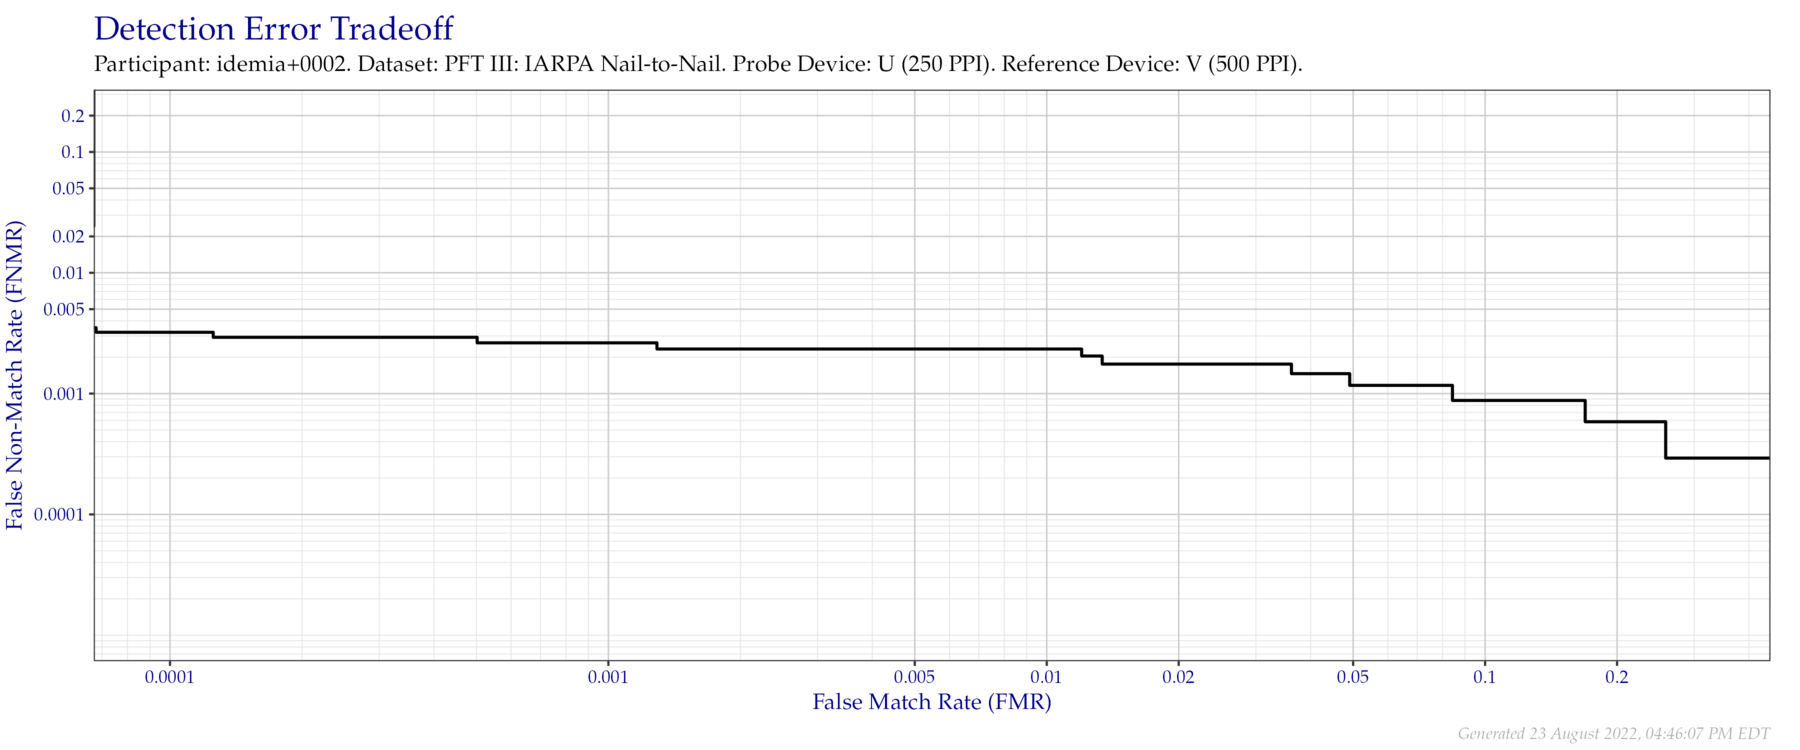 Detection Error Tradeoff
Participant: idemia+0002. Dataset: PFT III: IARPA Nail-to-Nail. Probe Device: U (250 PPI). Reference Device: V (500 PPI).
False Non-Match Rate (FNMR)
0.2
0.1
0.05
0.02
0.01
0.005
0.001
0.0001
0.0001 0.001 0.005 0.01 0.02 0.05 0.1 0.2
False Match Rate (FMR)
Generated 23 August 2022, 04:46:07 PM EDT